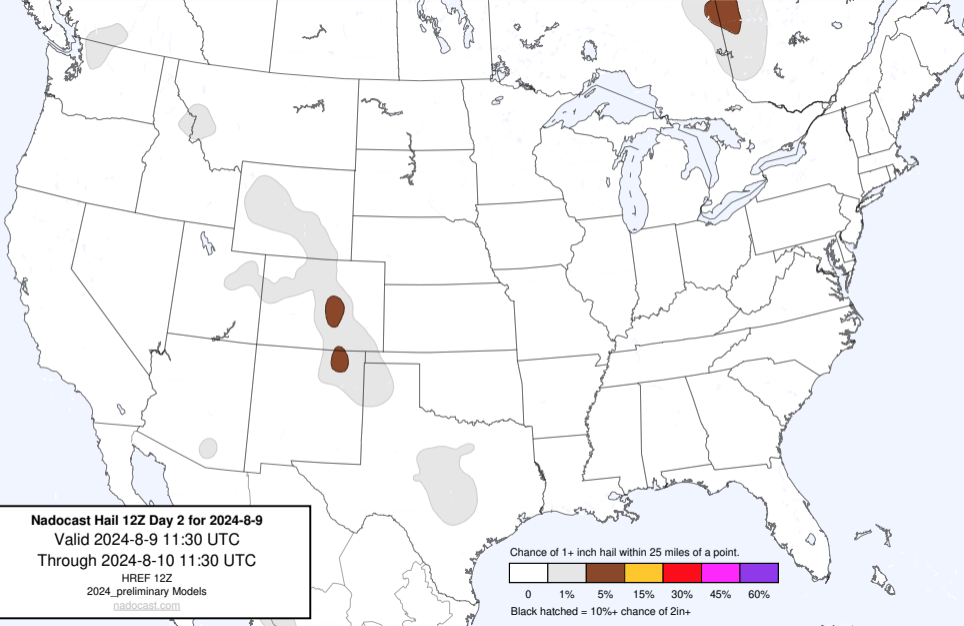 Nadocast Hail 12Z Day 2 for 2024-8-9
Valid 2024-8-9 11:30 UTC
Through 2024-8-10 11:30 UTC
HREF 12Z
2024_preliminary Models
nadocast.com
Chance of 1+ inch hail within 25 miles of a point.
0 1% 5% 15% 30% 45% 60%
Black hatched = 10%+ chance of 2in+